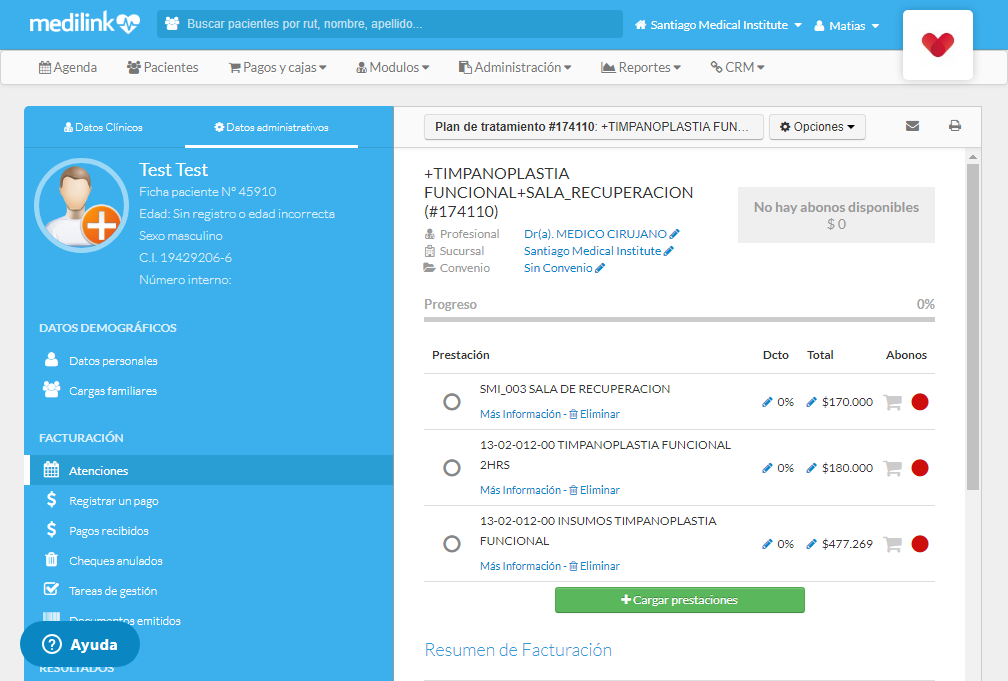 medilink
Buscar pacientes por rut, nombre, apellido...
Santiago Medical Institute
Matias
Agenda
Pacientes
Pagos y cajas
Modulos
Administración
Reportes
CRM
Datos Clínicos
Datos administrativos
Test Test
Ficha paciente N° 45910
Edad: Sin registro o edad incorrecta
Sexo masculino
C.I. 19429206-6
Número interno:
DATOS DEMOGRÁFICOS
Datos personales
Cargas familiares
FACTURACIÓN
Atenciones
Registrar un pago
Pagos recibidos
Cheques anulados
Tareas de gestión
Documentos emitidos
Ayuda
RESULTADOS
Plan de tratamiento #174110: +TIMPANOPLASTIA FUN...
Opciones
+TIMPANOPLASTIA
FUNCIONAL+SALA_RECUPERACION
(#174110)
No hay abonos disponibles
$ 0
Profesional Dr(a). MEDICO CIRUJANO
Sucursal Santiago Medical Institute
Convenio Sin Convenio
Progreso 0%
Prestación Dcto Total Abonos
SMI_003 SALA DE RECUPERACION
0% $170.000
Más Información - Eliminar
13-02-012-00 TIMPANOPLASTIA FUNCIONAL
2HRS
0% $180.000
Más Información - Eliminar
13-02-012-00 INSUMOS TIMPANOPLASTIA
FUNCIONAL
0% $477.269
Más Información - Eliminar
+Cargar prestaciones
Resumen de Facturación